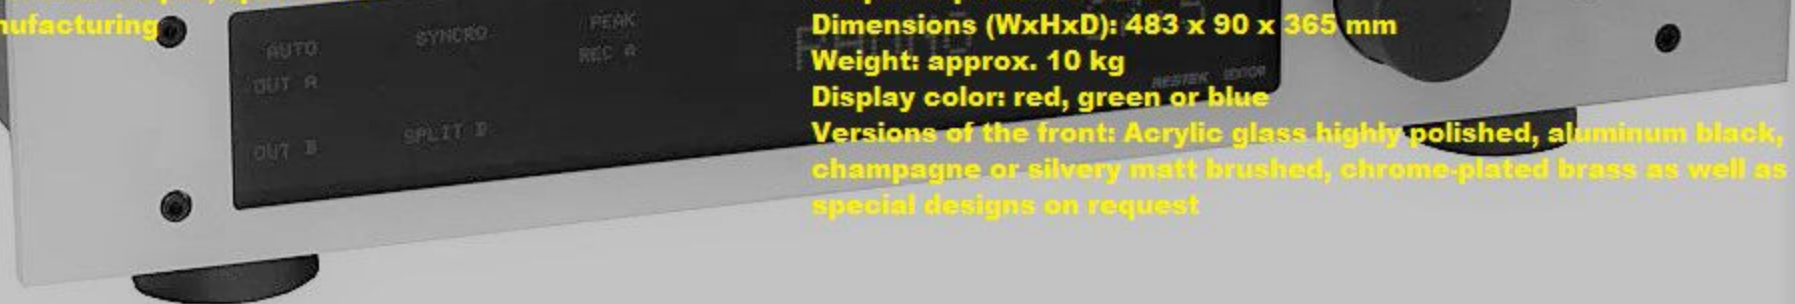 nufacturing
Dimensions (WxHxD): 483 x 90 x 365 mm
Weight: approx. 10 kg
Display color: red, green or blue
Versions of the front: Acrylic glass highly polished, aluminum black,
champagne or silvery matt brushed, chrome-plated brass as well as
special designs on request
AUTO
SYNCRO
PEAK
REC A
OUT A
OUT B
SPLIT D
RESTEK EDITOR